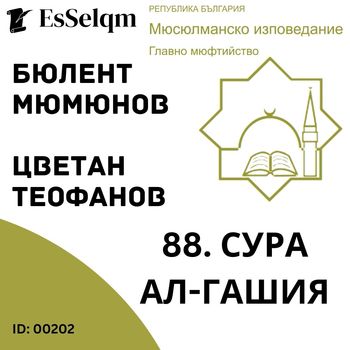 EsSelqm
РЕПУБЛИКА БЪЛГАРИЯ
Мюсюлманско изповедание
Главно мюфтийство
БЮЛЕНТ
МЮМЮНОВ
ЦВЕТАН
ТЕОФАНОВ
88. СУРА
АЛ-ГАШИЯ
ID: 00202